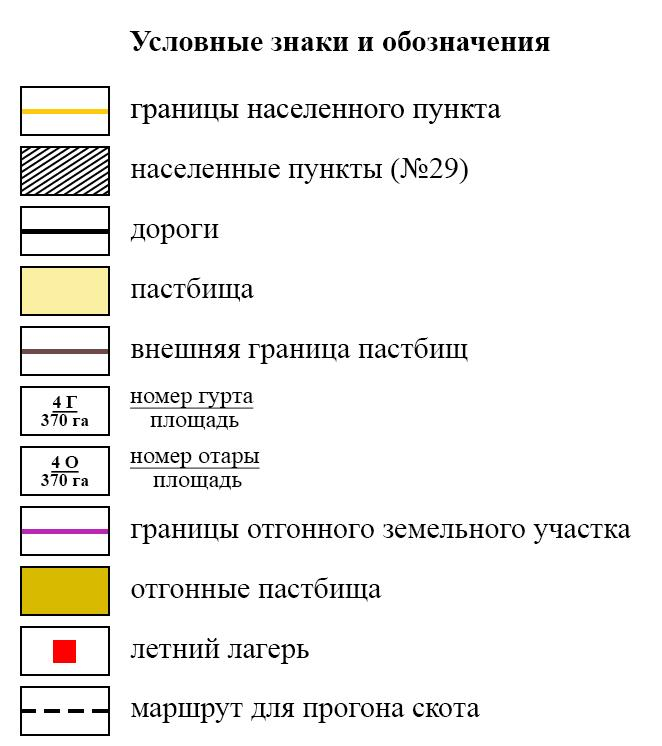 Условные знаки и обозначения
границы населенного пункта
населенные пункты (№29)
дороги
пастбища
внешняя граница пастбищ
4 Г
370 га
номер гурта
площадь
4 О
370 га
номер отары
площадь
границы отгонного земельного участка
отгонные пастбища
летний лагерь
маршрут для прогона скота